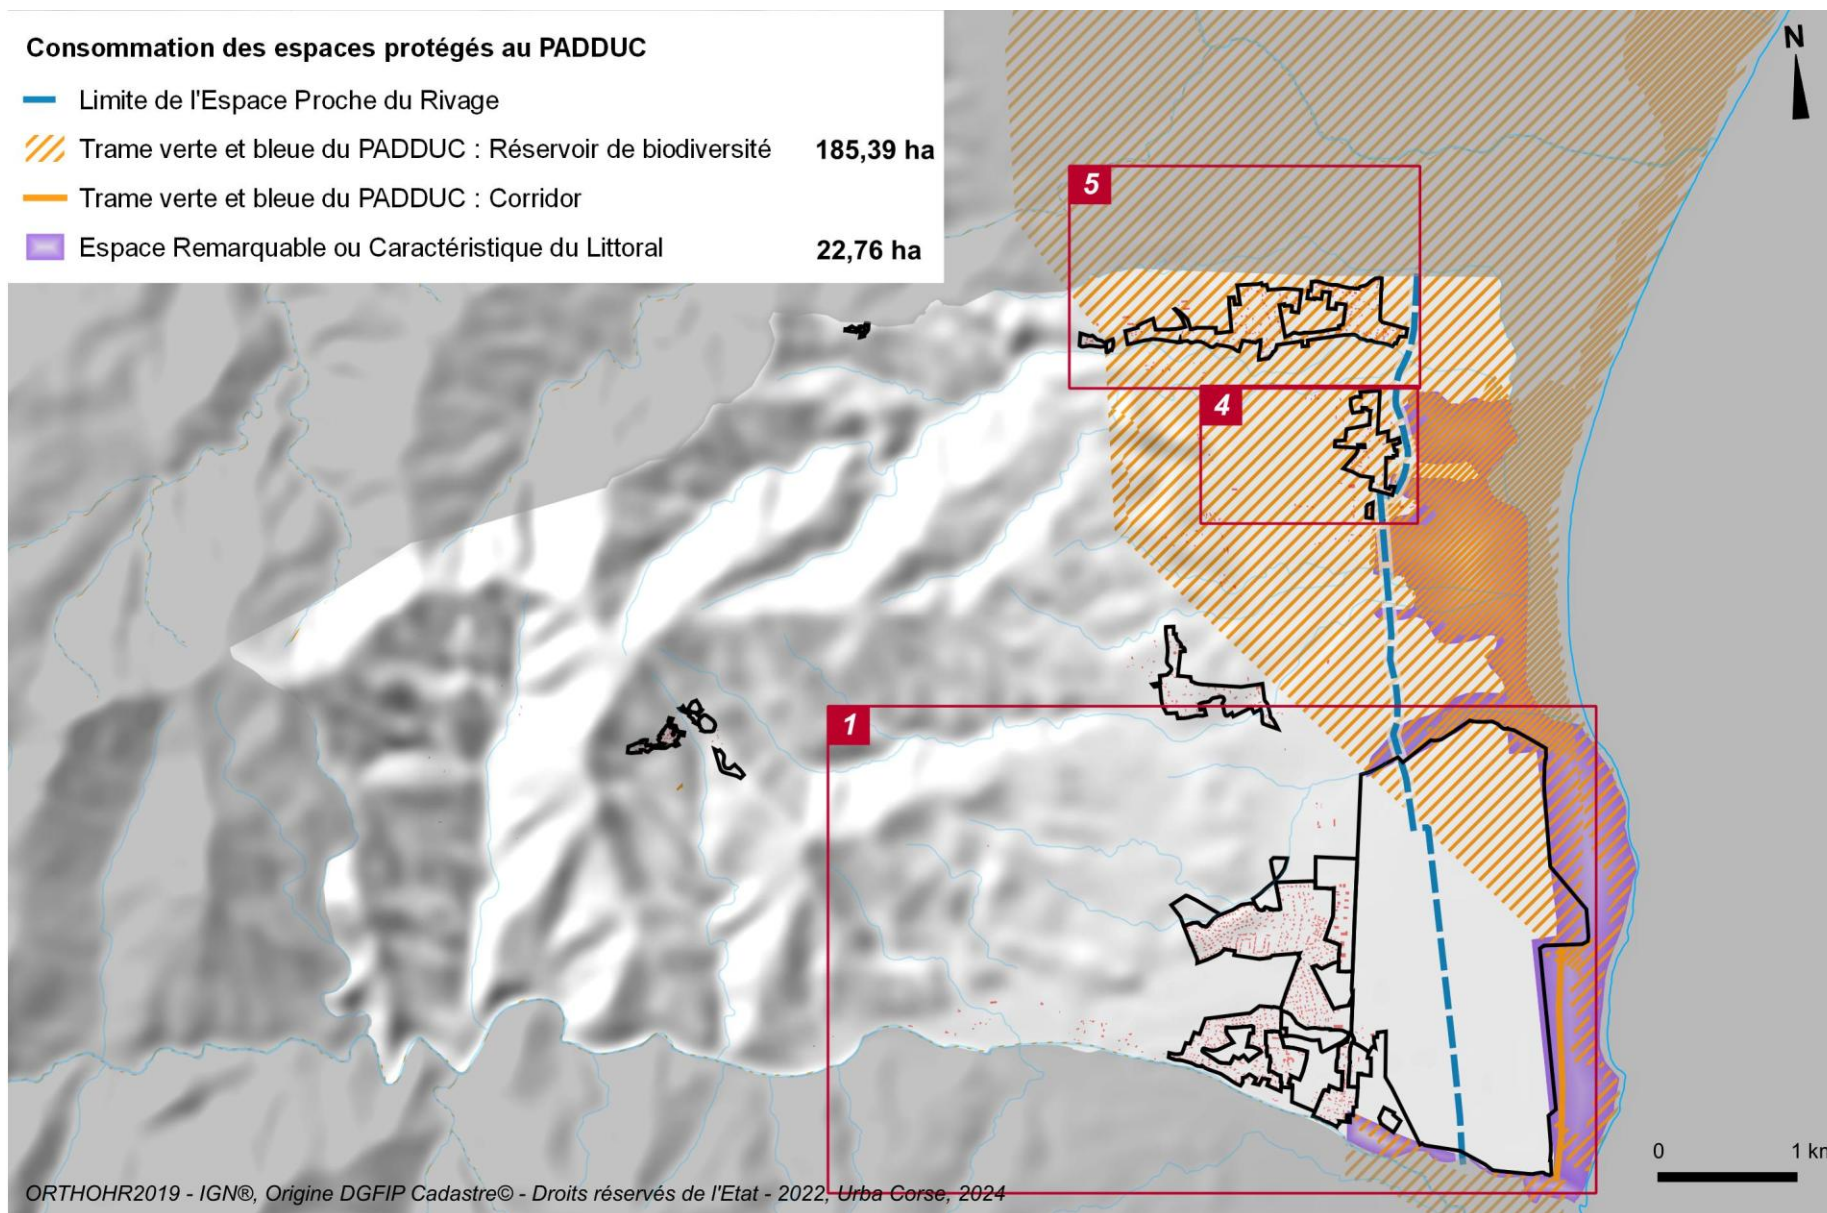 Consommation des espaces protégés au PADDUC
Limite de l'Espace Proche du Rivage
Trame verte et bleue du PADDUC : Réservoir de biodiversité 185,39 ha
Trame verte et bleue du PADDUC : Corridor
Espace Remarquable ou Caractéristique du Littoral 22,76 ha
N
5
4
1
0 1 km
ORTHOHR2019 - IGN®, Origine DGFIP Cadastre© - Droits réservés de l'Etat - 2022, Urba Corse, 2024